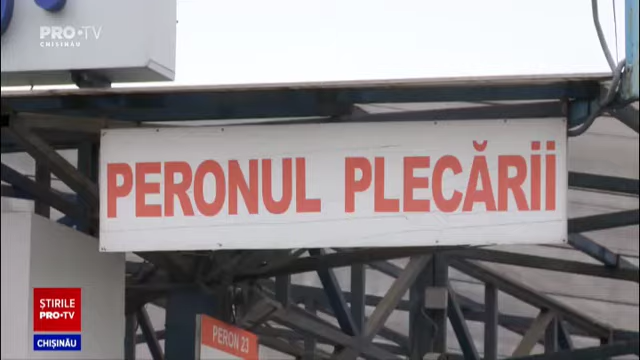 PRO•TV
CHIȘINĂU
PERONUL PLECĂRII
PERON 23
ȘTIRILE
PRO•TV
CHIȘINĂU